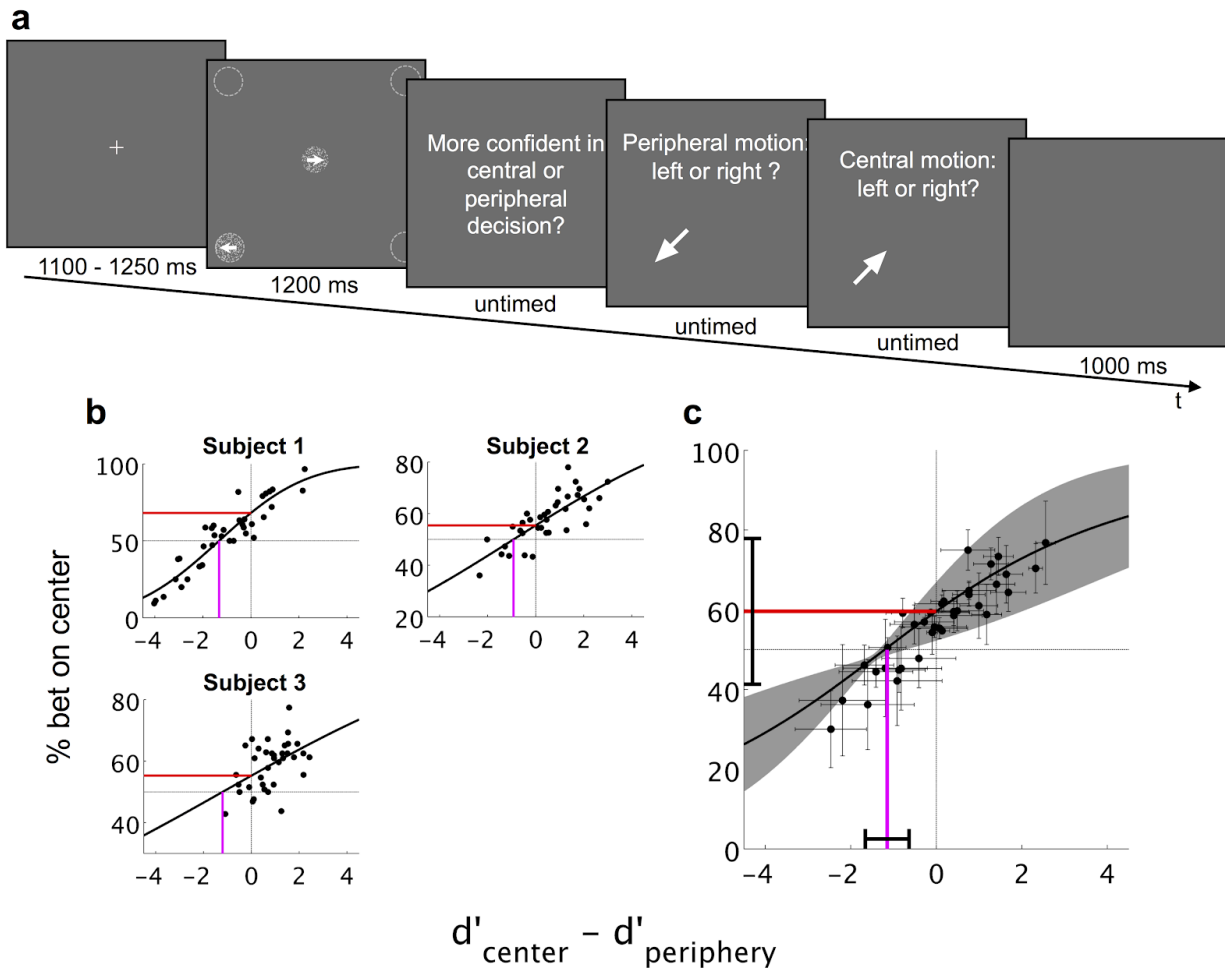 a
More confident in
central or
peripheral
decision?
Peripheral motion:
left or right ?
Central motion:
left or right?
1100 - 1250 ms
1200 ms
untimed
untimed
untimed
1000 ms
t
b
Subject 1
100
50
0
-4 -2 0 2 4
Subject 2
80
60
40
20
-4 -2 0 2 4
Subject 3
80
60
40
-4 -2 0 2 4
% bet on center
c
100
80
60
40
20
0
-4 -2 0 2 4
d'center - d'periphery